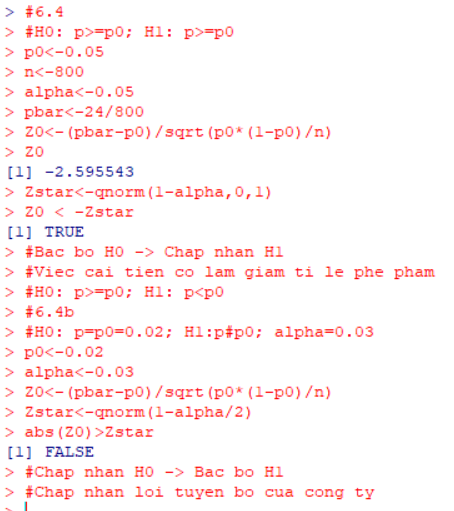 > #6.4
> #H0: p>=p0; H1: p>=p0
> p0<-0.05
> n<-800
> alpha<-0.05
> pbar<-24/800
> Z0<-(pbar-p0)/sqrt(p0*(1-p0)/n)
> Z0
[1] -2.595543
> Zstar<-qnorm(1-alpha,0,1)
> Z0 < -Zstar
[1] TRUE
> #Bac bo H0 -> Chap nhan H1
> #Viec cai tien co lam giam ti le phe pham
> #H0: p>=p0; H1: p<p0
> #6.4b
> #H0: p=p0=0.02; H1:p#p0; alpha=0.03
> p0<-0.02
> alpha<-0.03
> Z0<-(pbar-p0)/sqrt(p0*(1-p0)/n)
> Zstar<-qnorm(1-alpha/2)
> abs(Z0)>Zstar
[1] FALSE
> #Chap nhan H0 -> Bac bo H1
> #Chap nhan loi tuyen bo cua cong ty
>